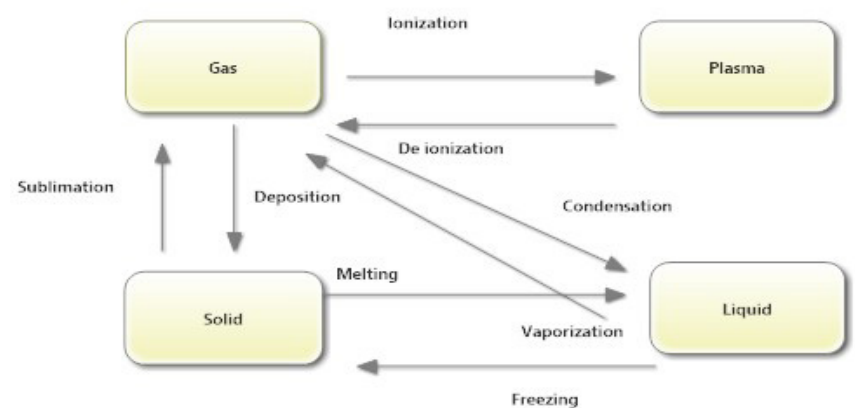 Ionization
Gas
Plasma
De ionization
Sublimation
Deposition
Condensation
Melting
Solid
Liquid
Vaporization
Freezing